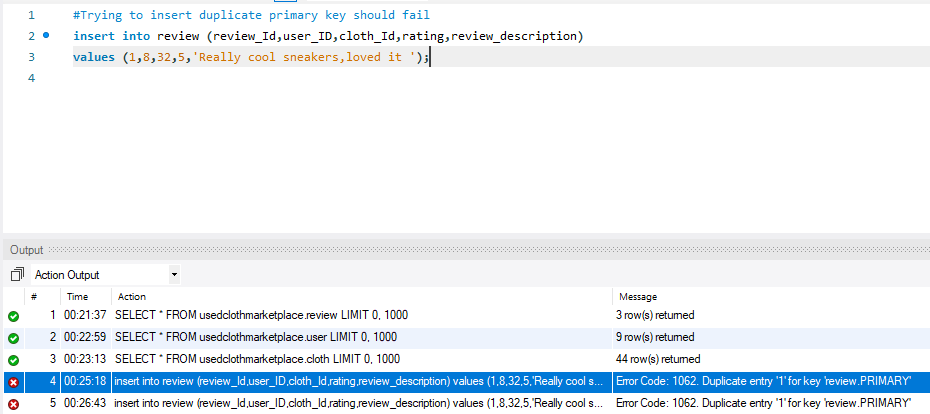 1 #Trying to insert duplicate primary key should fail
2 insert into review (review_Id,user_ID,cloth_Id,rating,review_description)
3 values (1,8,32,5,'Really cool sneakers,loved it ');
4
Output
Action Output
# Time Action Message
1 00:21:37 SELECT * FROM usedclothmarketplace.review LIMIT 0, 1000 3 row(s) returned
2 00:22:59 SELECT * FROM usedclothmarketplace.user LIMIT 0, 1000 9 row(s) returned
3 00:23:13 SELECT * FROM usedclothmarketplace.cloth LIMIT 0, 1000 44 row(s) returned
4 00:25:18 insert into review (review_Id,user_ID,cloth_Id,rating,review_description) values (1,8,32,5,'Really cool s... Error Code: 1062. Duplicate entry '1' for key 'review.PRIMARY'
5 00:26:43 insert into review (review_Id,user_ID,cloth_Id,rating,review_description) values (1,8,32,5,'Really cool s... Error Code: 1062. Duplicate entry '1' for key 'review.PRIMARY'